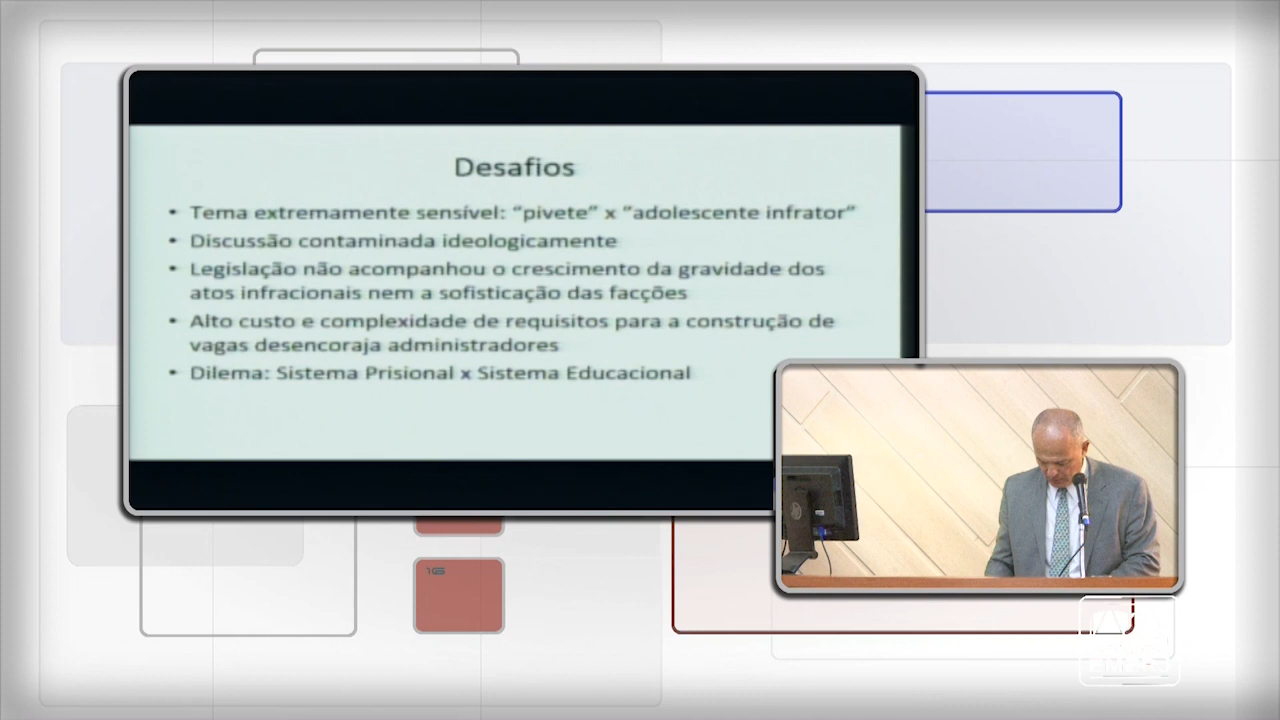 Desafios
• Tema extremamente sensível: “pivete” x “adolescente infrator”
• Discussão contaminada ideologicamente
• Legislação não acompanhou o crescimento da gravidade dos
atos infracionais nem a sofisticação das facções
• Alto custo e complexidade de requisitos para a construção de
vagas desencoraja administradores
• Dilema: Sistema Prisional x Sistema Educacional